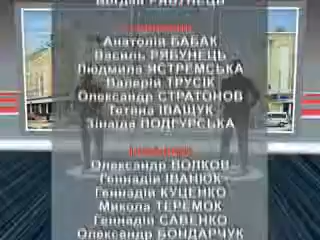 Анатолій БАБАК
Василь РЯБУНЕЦЬ
Людмила ЯСТРЕМСЬКА
Валерій ТРУСІК
Олександр СТРАТОНОВ
Тетяна ІВАЩУК
Зінаїда ПОДГУРСЬКА
Олександр ВОЛКОВ
Геннадій ІВАНЮК
Геннадій КУЦЕНКО
Микола ТЕРЕМОК
Геннадій САВЕНКО
Олександр БОНДАРЧУК